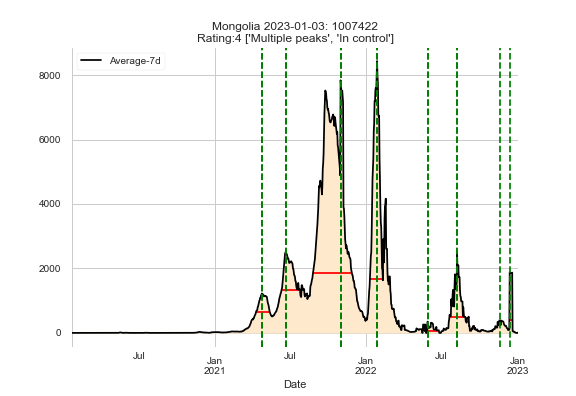 Mongolia 2023-01-03: 1007422
Rating:4 ['Multiple peaks', 'In control']
Average-7d
8000
6000
4000
2000
0
Jul Jan Jul Jan Jul Jan
2021 2022 2023
Date